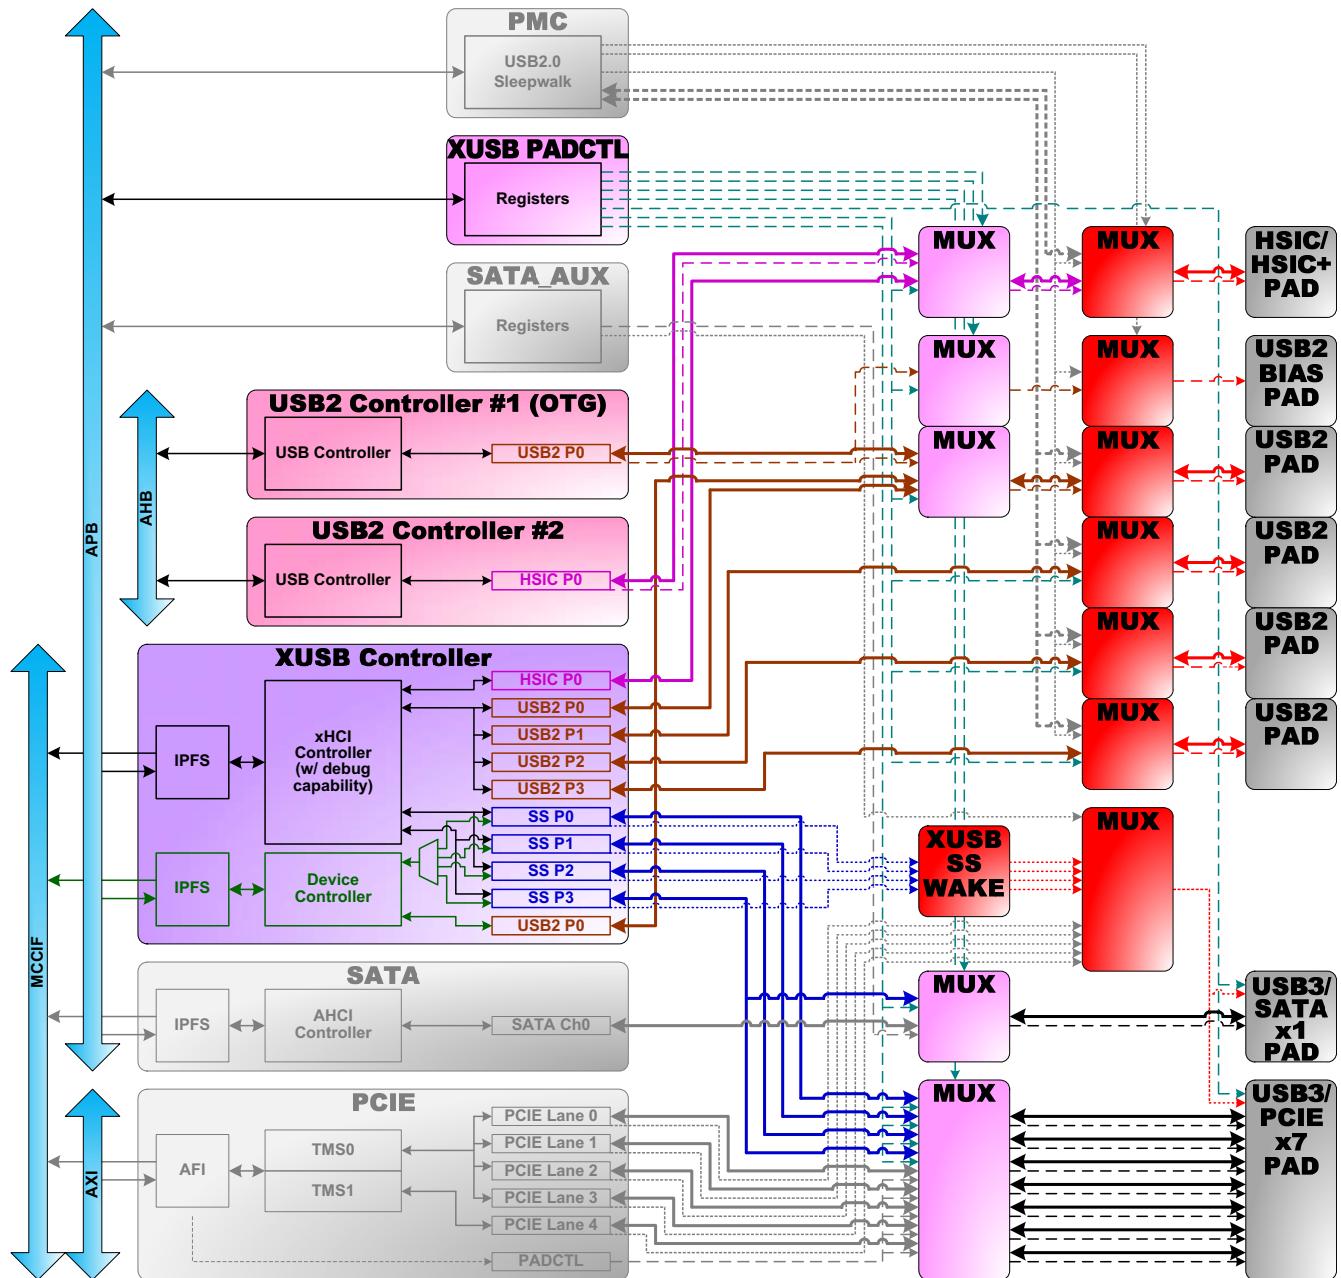 PMC
USB2.0
Sleepwalk
XUSB PADCTL
Registers
SATA_AUX
Registers
USB2 Controller #1 (OTG)
USB Controller
USB2 P0
USB2 Controller #2
USB Controller
HSIC P0
XUSB Controller
IPFS
xHCI
Controller
(w/ debug
capability)
HSIC P0
USB2 P0
USB2 P1
USB2 P2
USB2 P3
SS P0
SS P1
SS P2
SS P3
USB2 P0
IPFS
Device
Controller
SATA
IPFS
AHCI
Controller
SATA Ch0
PCIE
AFI
TMS0
TMS1
PCIE Lane 0
PCIE Lane 1
PCIE Lane 2
PCIE Lane 3
PCIE Lane 4
PADCTL
APB
AHB
MCCIF
AXI
MUX
MUX
MUX
XUSB
SS
WAKE
MUX
MUX
MUX
MUX
MUX
MUX
MUX
MUX
MUX
HSIC/
HSIC+
PAD
USB2
BIAS
PAD
USB2
PAD
USB2
PAD
USB2
PAD
USB2
PAD
USB3/
SATA
x1
PAD
USB3/
PCIE
x7
PAD